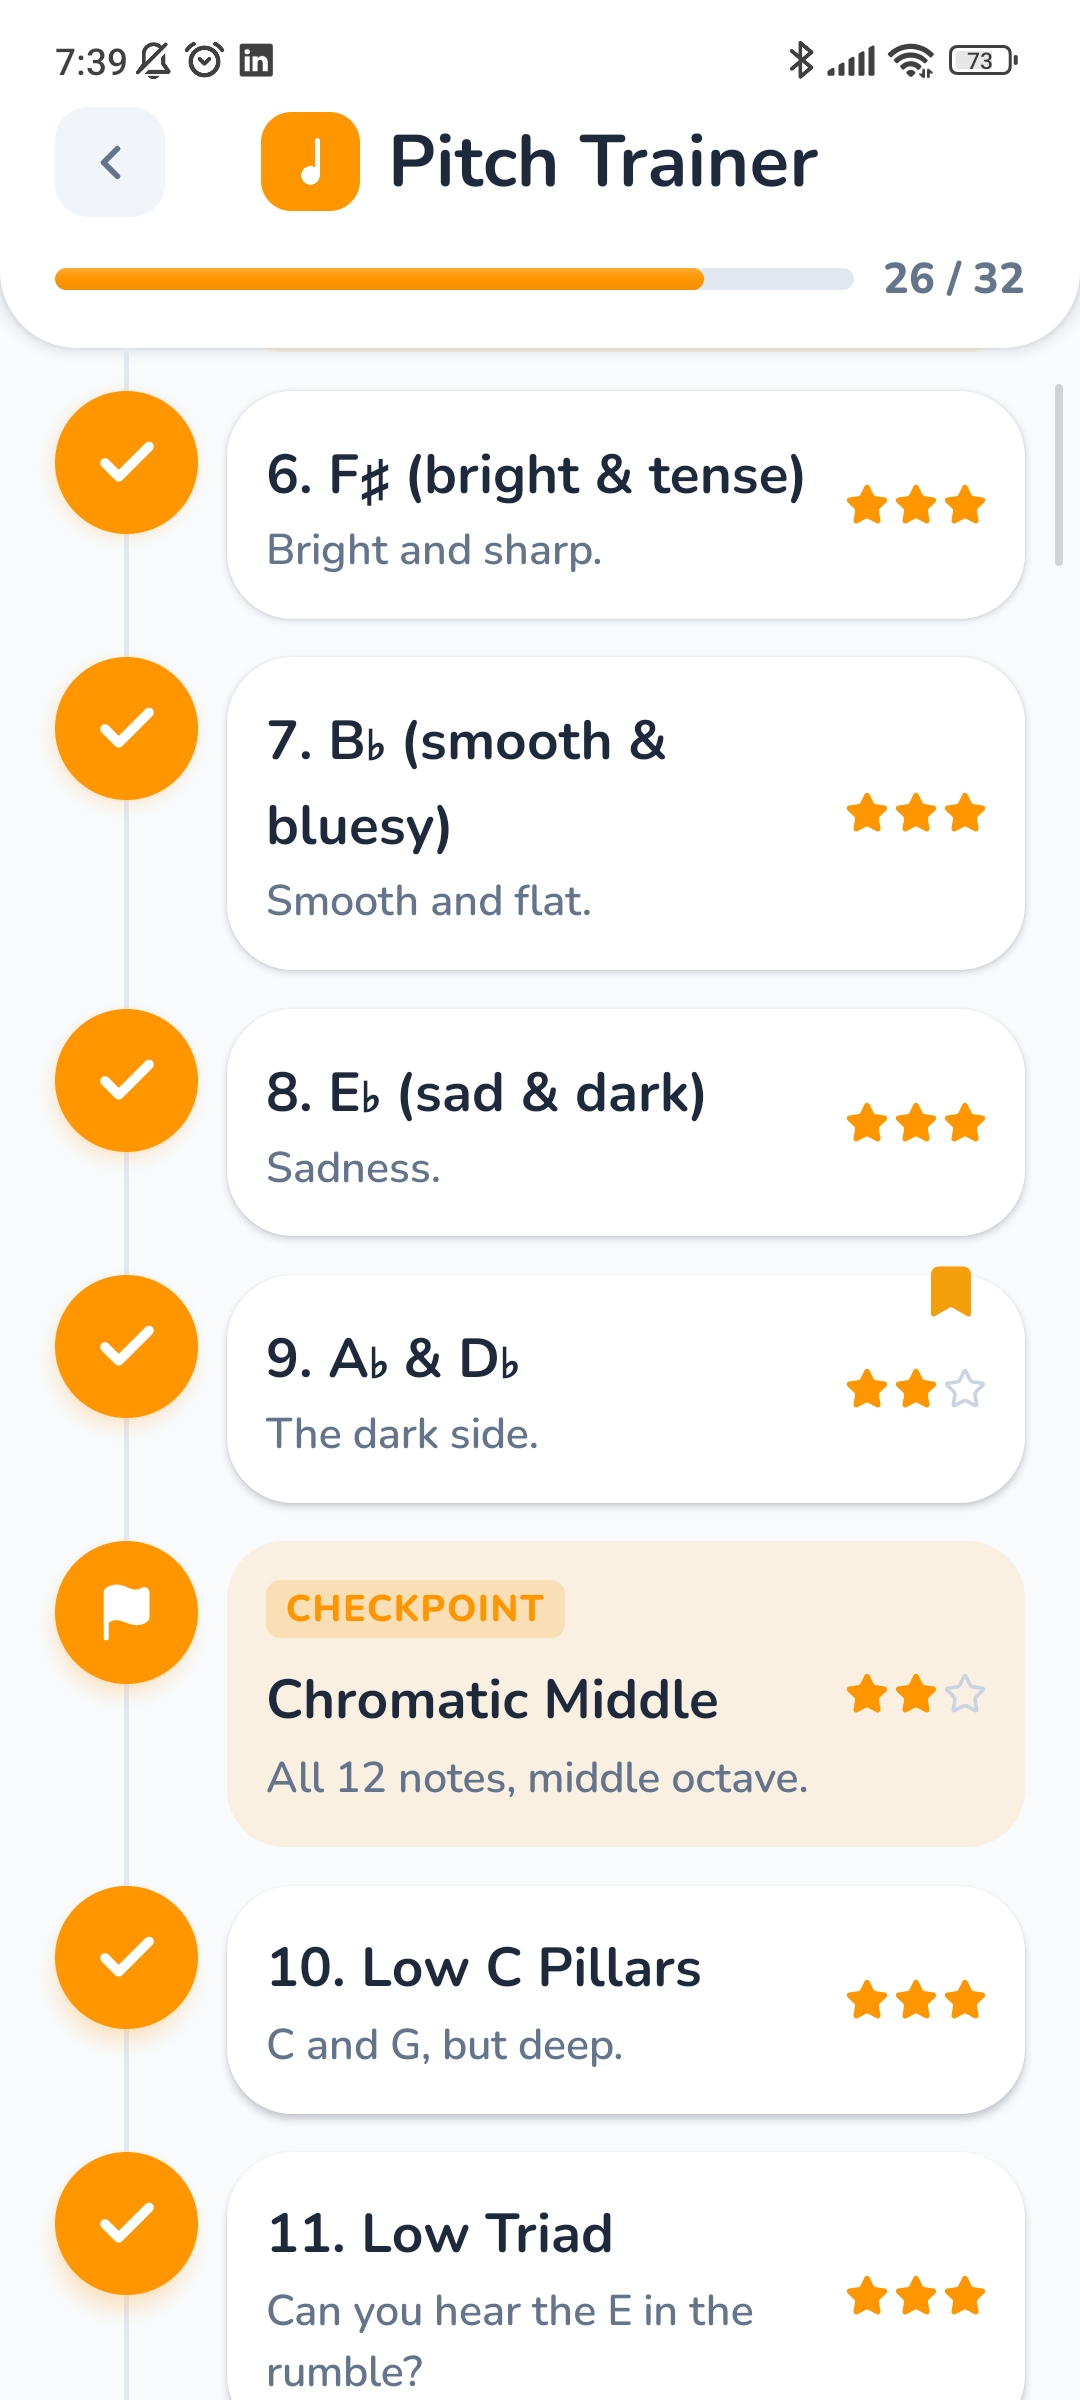 7:39
73
Pitch Trainer
26 / 32
6. F♯ (bright & tense)
Bright and sharp.
7. B♭ (smooth &
bluesy)
Smooth and flat.
8. E♭ (sad & dark)
Sadness.
9. A♭ & D♭
The dark side.
CHECKPOINT
Chromatic Middle
All 12 notes, middle octave.
10. Low C Pillars
C and G, but deep.
11. Low Triad
Can you hear the E in the
rumble?